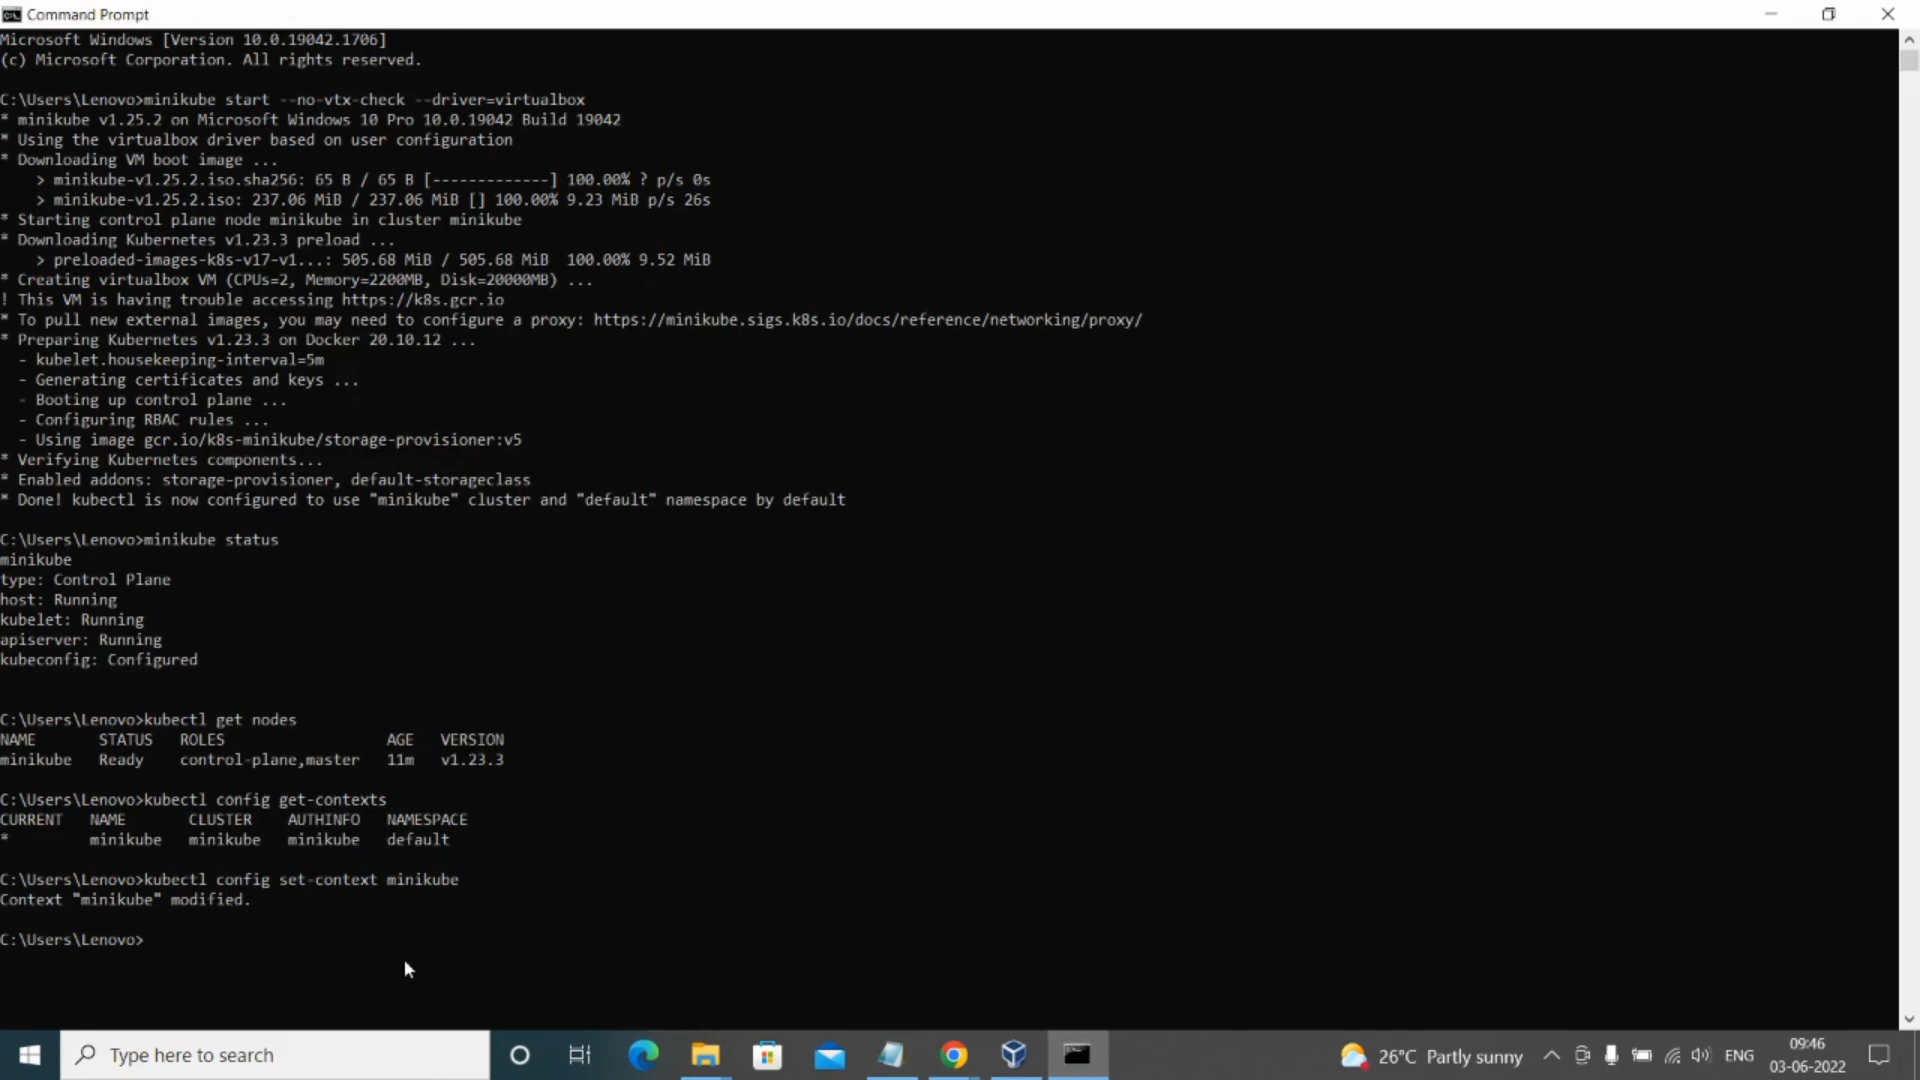 Command Prompt
Microsoft Windows [Version 10.0.19042.1706]
(c) Microsoft Corporation. All rights reserved.
C:\Users\Lenovo>minikube start --no-vtx-check --driver=virtualbox
* minikube v1.25.2 on Microsoft Windows 10 Pro 10.0.19042 Build 19042
* Using the virtualbox driver based on user configuration
* Downloading VM boot image ...
    > minikube-v1.25.2.iso.sha256: 65 B / 65 B [-------------] 100.00% ? p/s 0s
    > minikube-v1.25.2.iso: 237.06 MiB / 237.06 MiB [] 100.00% 9.23 MiB p/s 26s
* Starting control plane node minikube in cluster minikube
* Downloading Kubernetes v1.23.3 preload ...
    > preloaded-images-k8s-v17-v1...: 505.68 MiB / 505.68 MiB  100.00% 9.52 MiB
* Creating virtualbox VM (CPUs=2, Memory=2200MB, Disk=20000MB) ...
! This VM is having trouble accessing https://k8s.gcr.io
* To pull new external images, you may need to configure a proxy: https://minikube.sigs.k8s.io/docs/reference/networking/proxy/
* Preparing Kubernetes v1.23.3 on Docker 20.10.12 ...
  - kubelet.housekeeping-interval=5m
  - Generating certificates and keys ...
  - Booting up control plane ...
  - Configuring RBAC rules ...
  - Using image gcr.io/k8s-minikube/storage-provisioner:v5
* Verifying Kubernetes components...
* Enabled addons: storage-provisioner, default-storageclass
* Done! kubectl is now configured to use "minikube" cluster and "default" namespace by default
C:\Users\Lenovo>minikube status
minikube
type: Control Plane
host: Running
kubelet: Running
apiserver: Running
kubeconfig: Configured
C:\Users\Lenovo>kubectl get nodes
NAME       STATUS   ROLES                  AGE   VERSION
minikube   Ready    control-plane,master   11m   v1.23.3
C:\Users\Lenovo>kubectl config get-contexts
CURRENT   NAME       CLUSTER    AUTHINFO   NAMESPACE
*         minikube   minikube   minikube   default
C:\Users\Lenovo>kubectl config set-context minikube
Context "minikube" modified.
C:\Users\Lenovo>
Type here to search
26°C Partly sunny
ENG
09:46
03-06-2022